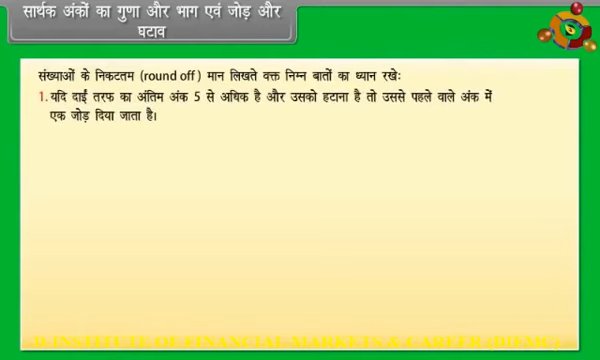 सार्थक अंकों का गुणा और भाग एवं जोड़ और
घटाव
संख्याओं के निकटतम (round off) मान लिखते वक्त निम्न बातों का ध्यान रखेः
1. यदि दाईं तरफ का अंतिम अंक 5 से अधिक है और उसको हटाना है तो उससे पहले वाले अंक में
एक जोड़ दिया जाता है।
INSTITUTE OF FINANCIAL MARKETS & CAREER (DIFMC)